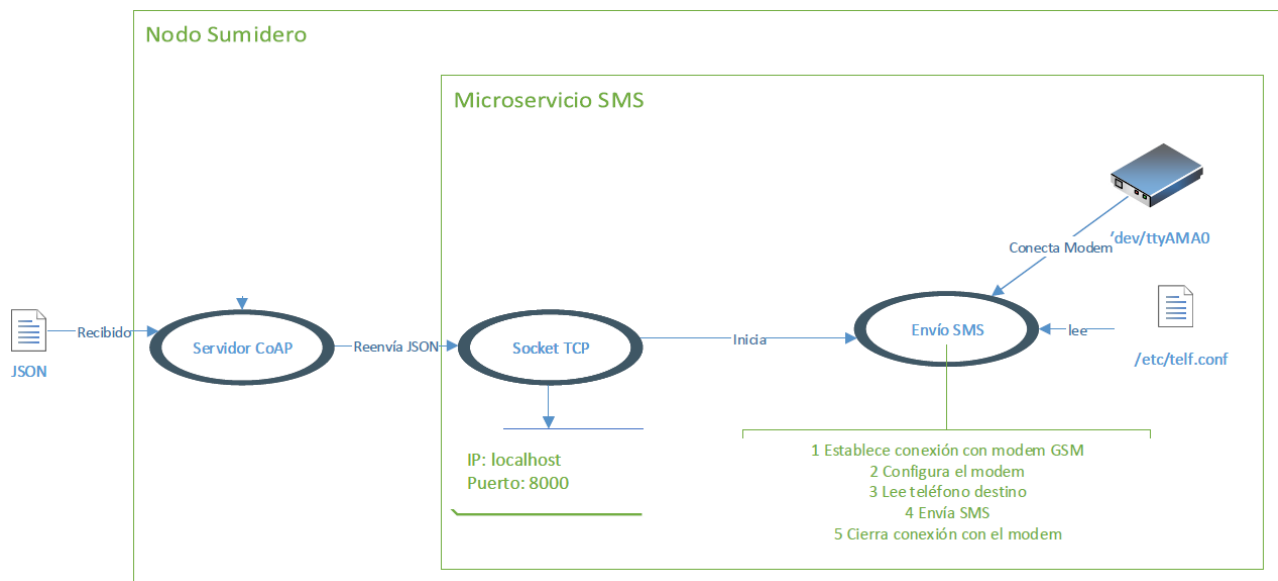 Nodo Sumidero
Microservicio SMS
'dev/ttyAMA0
Conecta Modem
Recibido
Servidor CoAP
Reenvía JSON
Socket TCP
Inicia
Envío SMS
lee
JSON
/etc/telf.conf
IP: localhost
Puerto: 8000
1 Establece conexión con modem GSM
2 Configura el modem
3 Lee teléfono destino
4 Envía SMS
5 Cierra conexión con el modem